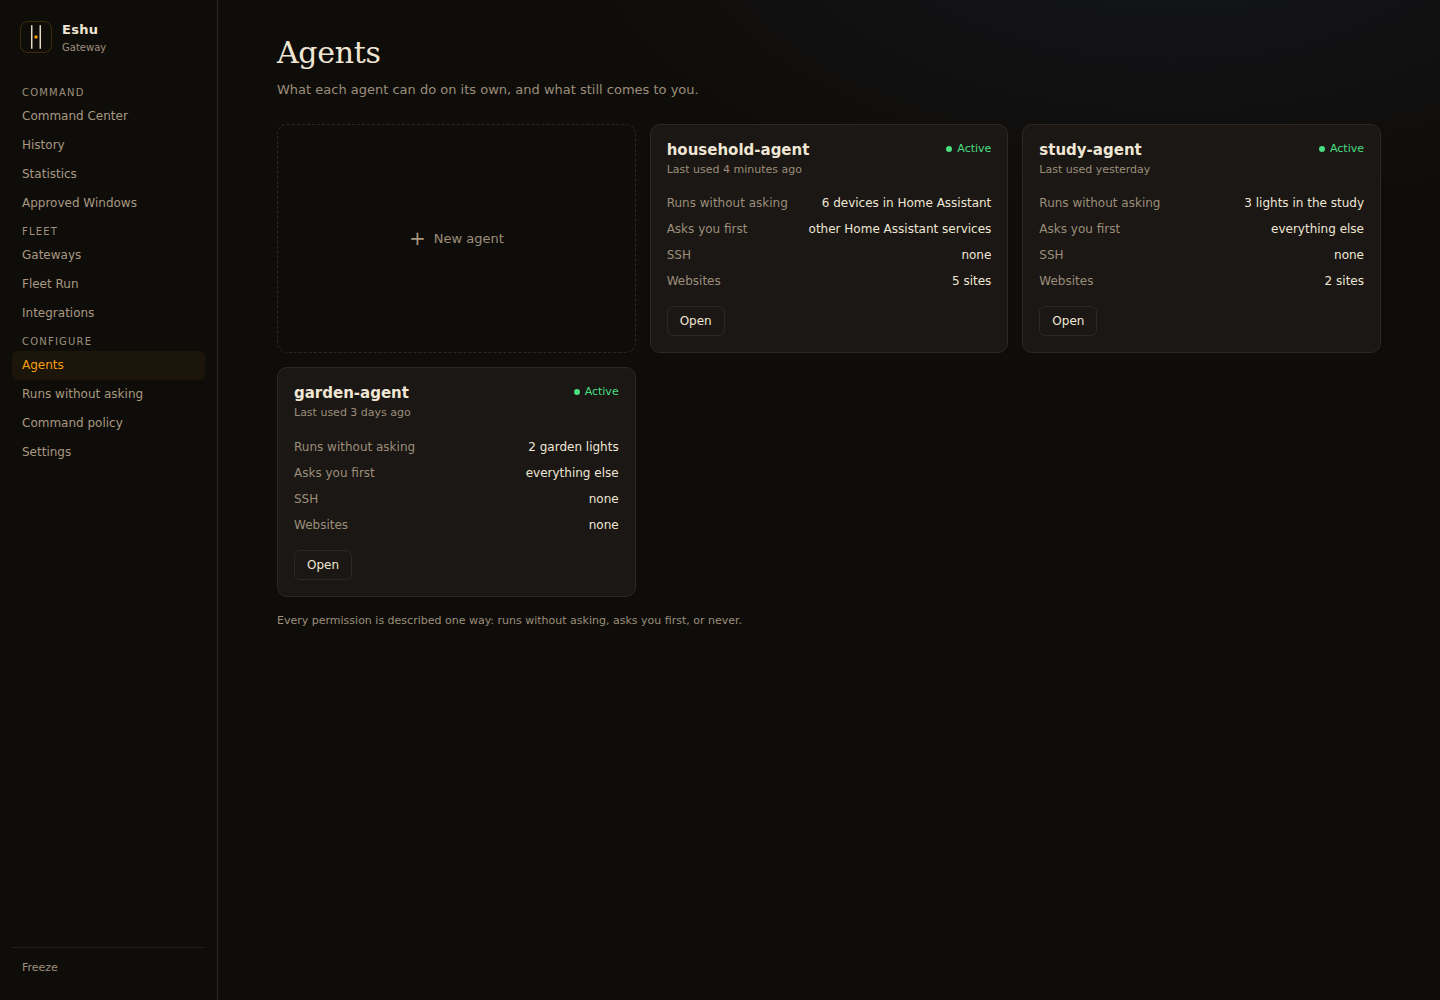 Eshu
Gateway
COMMAND
Command Center
History
Statistics
Approved Windows
FLEET
Gateways
Fleet Run
Integrations
CONFIGURE
Agents
Runs without asking
Command policy
Settings
Freeze
Agents
What each agent can do on its own, and what still comes to you.
+ New agent
household-agent
Active
Last used 4 minutes ago
Runs without asking 6 devices in Home Assistant
Asks you first other Home Assistant services
SSH none
Websites 5 sites
Open
study-agent
Active
Last used yesterday
Runs without asking 3 lights in the study
Asks you first everything else
SSH none
Websites 2 sites
Open
garden-agent
Active
Last used 3 days ago
Runs without asking 2 garden lights
Asks you first everything else
SSH none
Websites none
Open
Every permission is described one way: runs without asking, asks you first, or never.